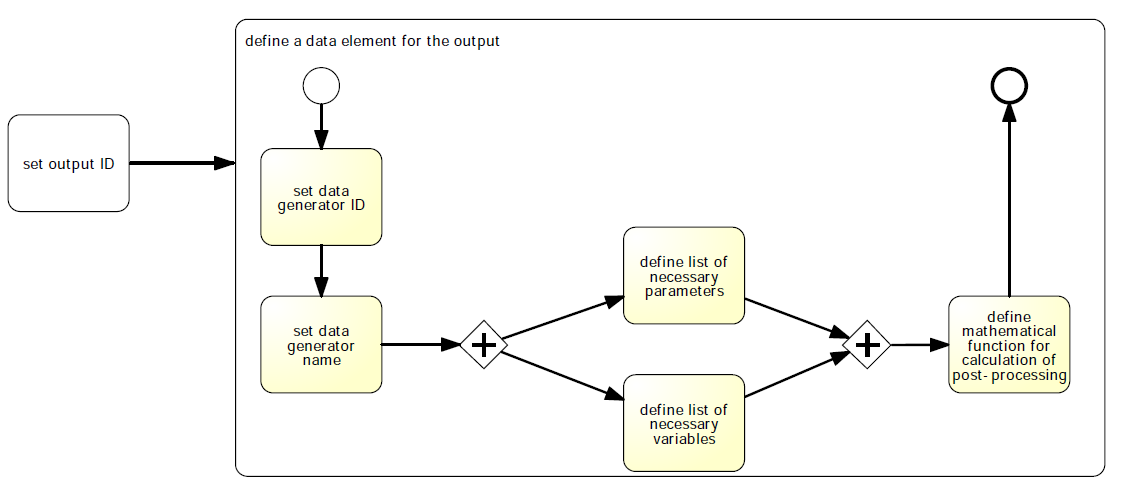 define a data element for the output
set output ID
set data
generator ID
set data
generator
name
define list of
necessary
parameters
define list of
necessary
variables
define
mathematical
function for
calculation of
post- processing